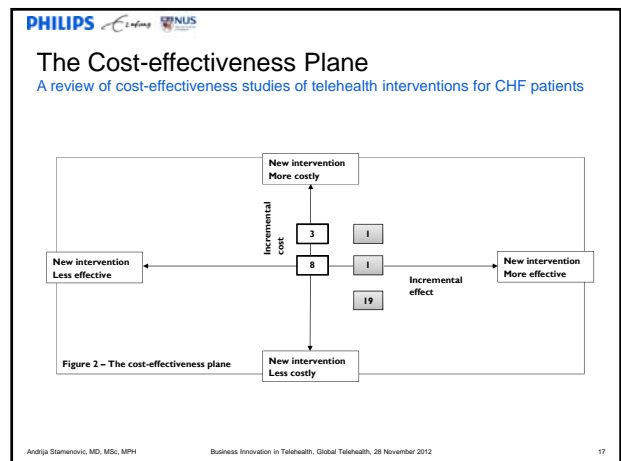 PHILIPS Erasmus NUS
The Cost-effectiveness Plane
A review of cost-effectiveness studies of telehealth interventions for CHF patients
New intervention
More costly
Incremental
cost
3
1
New intervention
Less effective
8
1
New intervention
More effective
Incremental
effect
19
Figure 2 – The cost-effectiveness plane
New intervention
Less costly
Andrija Stamenovic, MD, MSc, MPH
Business Innovation in Telehealth, Global Telehealth, 28 November 2012
17